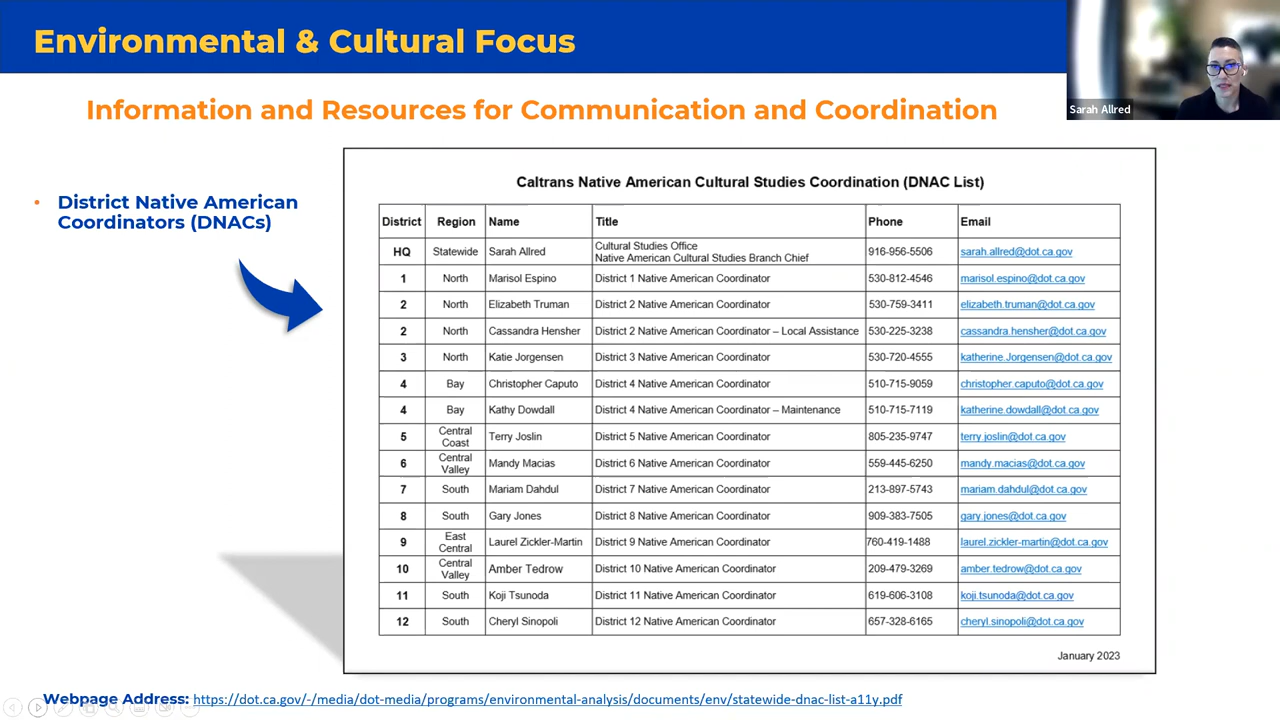 Environmental & Cultural Focus
Sarah Allred
Information and Resources for Communication and Coordination
• District Native American
Coordinators (DNACs)
Caltrans Native American Cultural Studies Coordination (DNAC List)
District Region Name Title Phone Email
HQ Statewide Sarah Allred Cultural Studies Office Native American Cultural Studies Branch Chief 916-956-5506 sarah.allred@dot.ca.gov
1 North Marisol Espino District 1 Native American Coordinator 530-812-4546 marisol.espino@dot.ca.gov
2 North Elizabeth Truman District 2 Native American Coordinator 530-759-3411 elizabeth.truman@dot.ca.gov
2 North Cassandra Hensher District 2 Native American Coordinator – Local Assistance 530-225-3238 cassandra.hensher@dot.ca.gov
3 North Katie Jorgensen District 3 Native American Coordinator 530-720-4555 katherine.Jorgensen@dot.ca.gov
4 Bay Christopher Caputo District 4 Native American Coordinator 510-715-9059 christopher.caputo@dot.ca.gov
4 Bay Kathy Dowdall District 4 Native American Coordinator – Maintenance 510-715-7119 katherine.dowdall@dot.ca.gov
5 Central Coast Terry Joslin District 5 Native American Coordinator 805-235-9747 terry.joslin@dot.ca.gov
6 Central Valley Mandy Macias District 6 Native American Coordinator 559-445-6250 mandy.macias@dot.ca.gov
7 South Mariam Dahdul District 7 Native American Coordinator 213-897-5743 mariam.dahdul@dot.ca.gov
8 South Gary Jones District 8 Native American Coordinator 909-383-7505 gary.jones@dot.ca.gov
9 East Central Laurel Zickler-Martin District 9 Native American Coordinator 760-419-1488 laurel.zickler-martin@dot.ca.gov
10 Central Valley Amber Tedrow District 10 Native American Coordinator 209-479-3269 amber.tedrow@dot.ca.gov
11 South Koji Tsunoda District 11 Native American Coordinator 619-606-3108 koji.tsunoda@dot.ca.gov
12 South Cheryl Sinopoli District 12 Native American Coordinator 657-328-6165 cheryl.sinopoli@dot.ca.gov
January 2023
Webpage Address: https://dot.ca.gov/-/media/dot-media/programs/environmental-analysis/documents/env/statewide-dnac-list-a11y.pdf